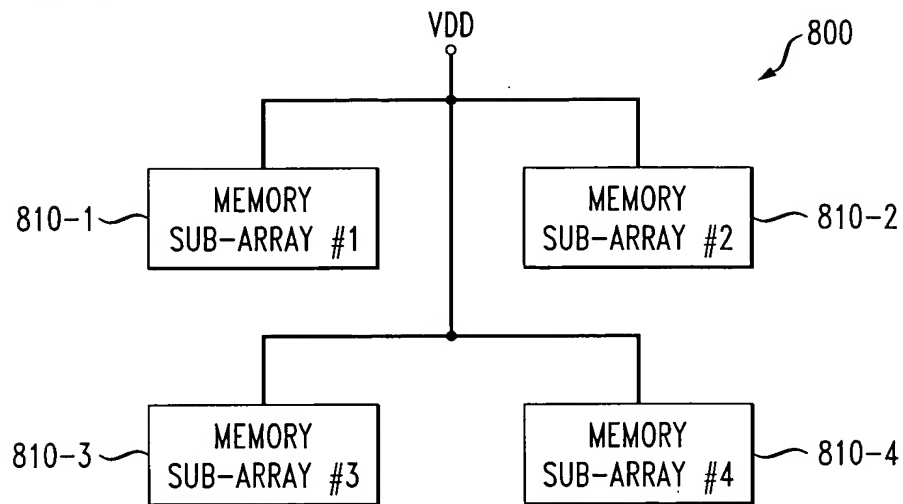 VDD
800
MEMORY
SUB-ARRAY #1
810-1
MEMORY
SUB-ARRAY #2
810-2
MEMORY
SUB-ARRAY #3
810-3
MEMORY
SUB-ARRAY #4
810-4